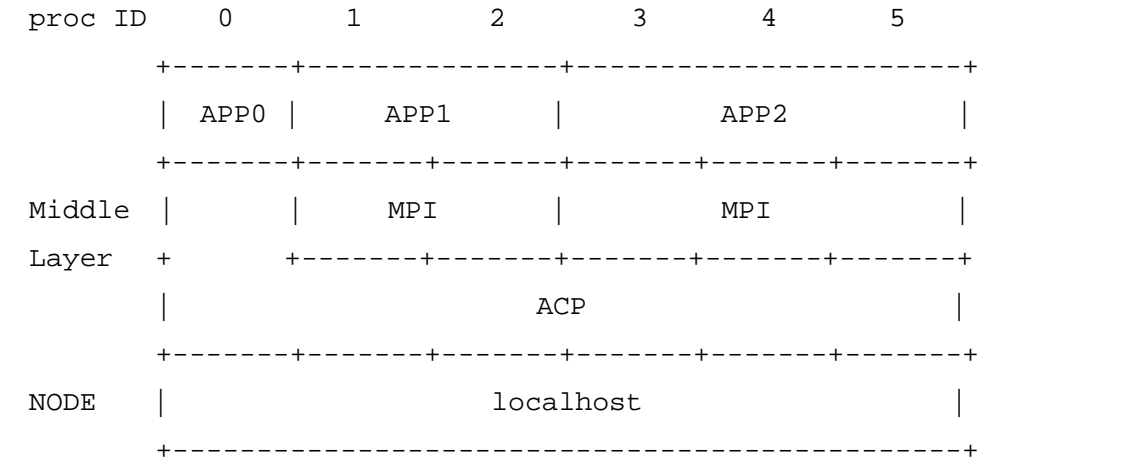 proc ID    0       1       2       3       4       5
        +-------+---------------+-----------------------+
        | APP0 |     APP1      |         APP2          |
        +-------+-------+-------+-------+-------+-------+
Middle  |       |     MPI       |         MPI           |
Layer   +       +-------+-------+-------+-------+-------+
        |                      ACP                      |
        +-------+-------+-------+-------+-------+-------+
NODE    |                   localhost                   |
        +-----------------------------------------------+